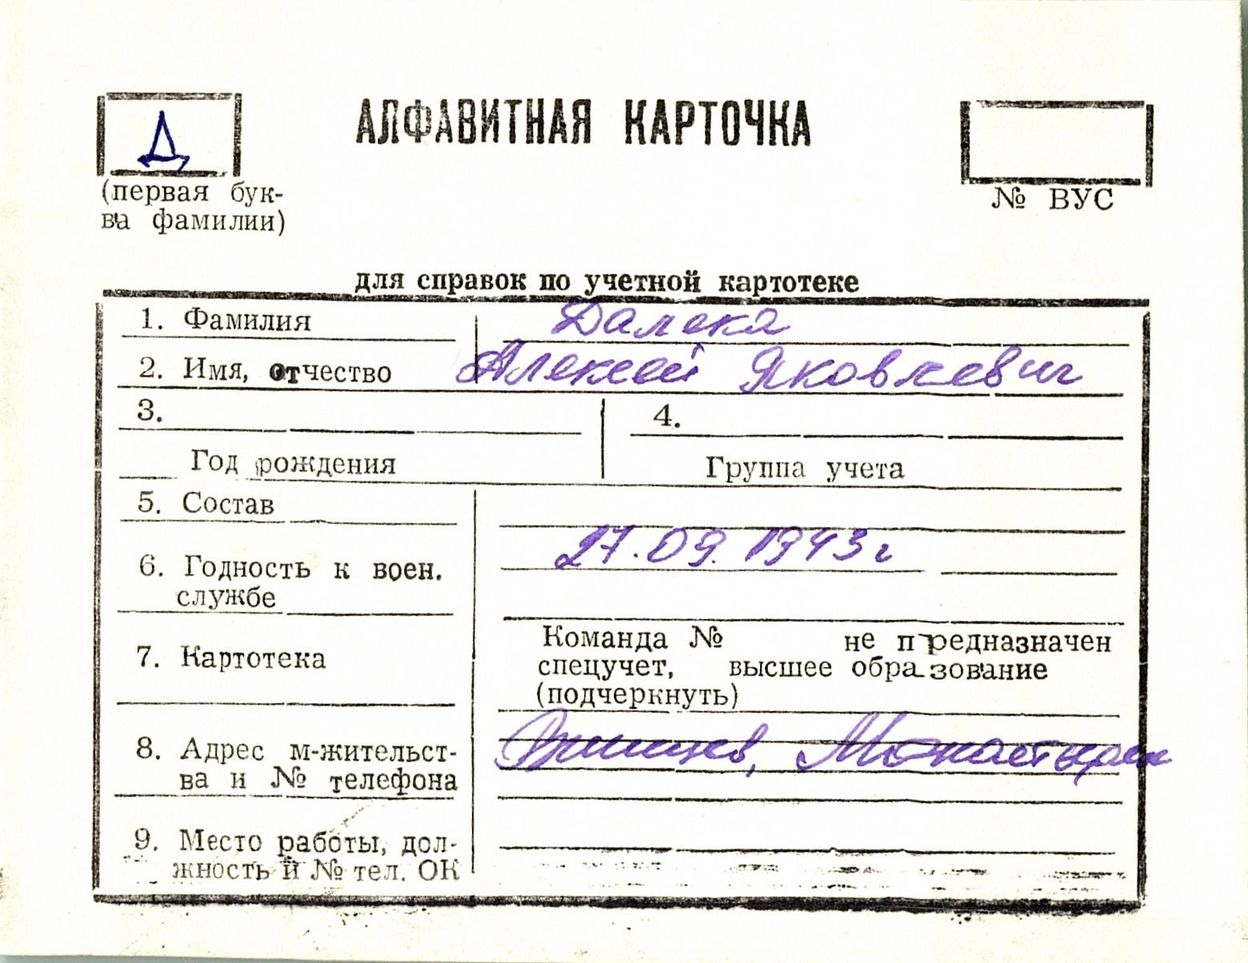 Д
АЛФАВИТНАЯ КАРТОЧКА
(первая бук-
ва фамилии)
№ ВУС
для справок по учетной картотеке
1. Фамилия Далека
2. Имя, отчество Алексей Яковлевич
3. 4.
Год рождения Группа учета
5. Состав
27.09.1943 г
6. Годность к воен.
службе
7. Картотека
Команда № не предназначен
спецучет, высшее образование
(подчеркнуть)
8. Адрес м-жительст-
ва и № телефона
9. Место работы, дол-
жность и № тел. ОК